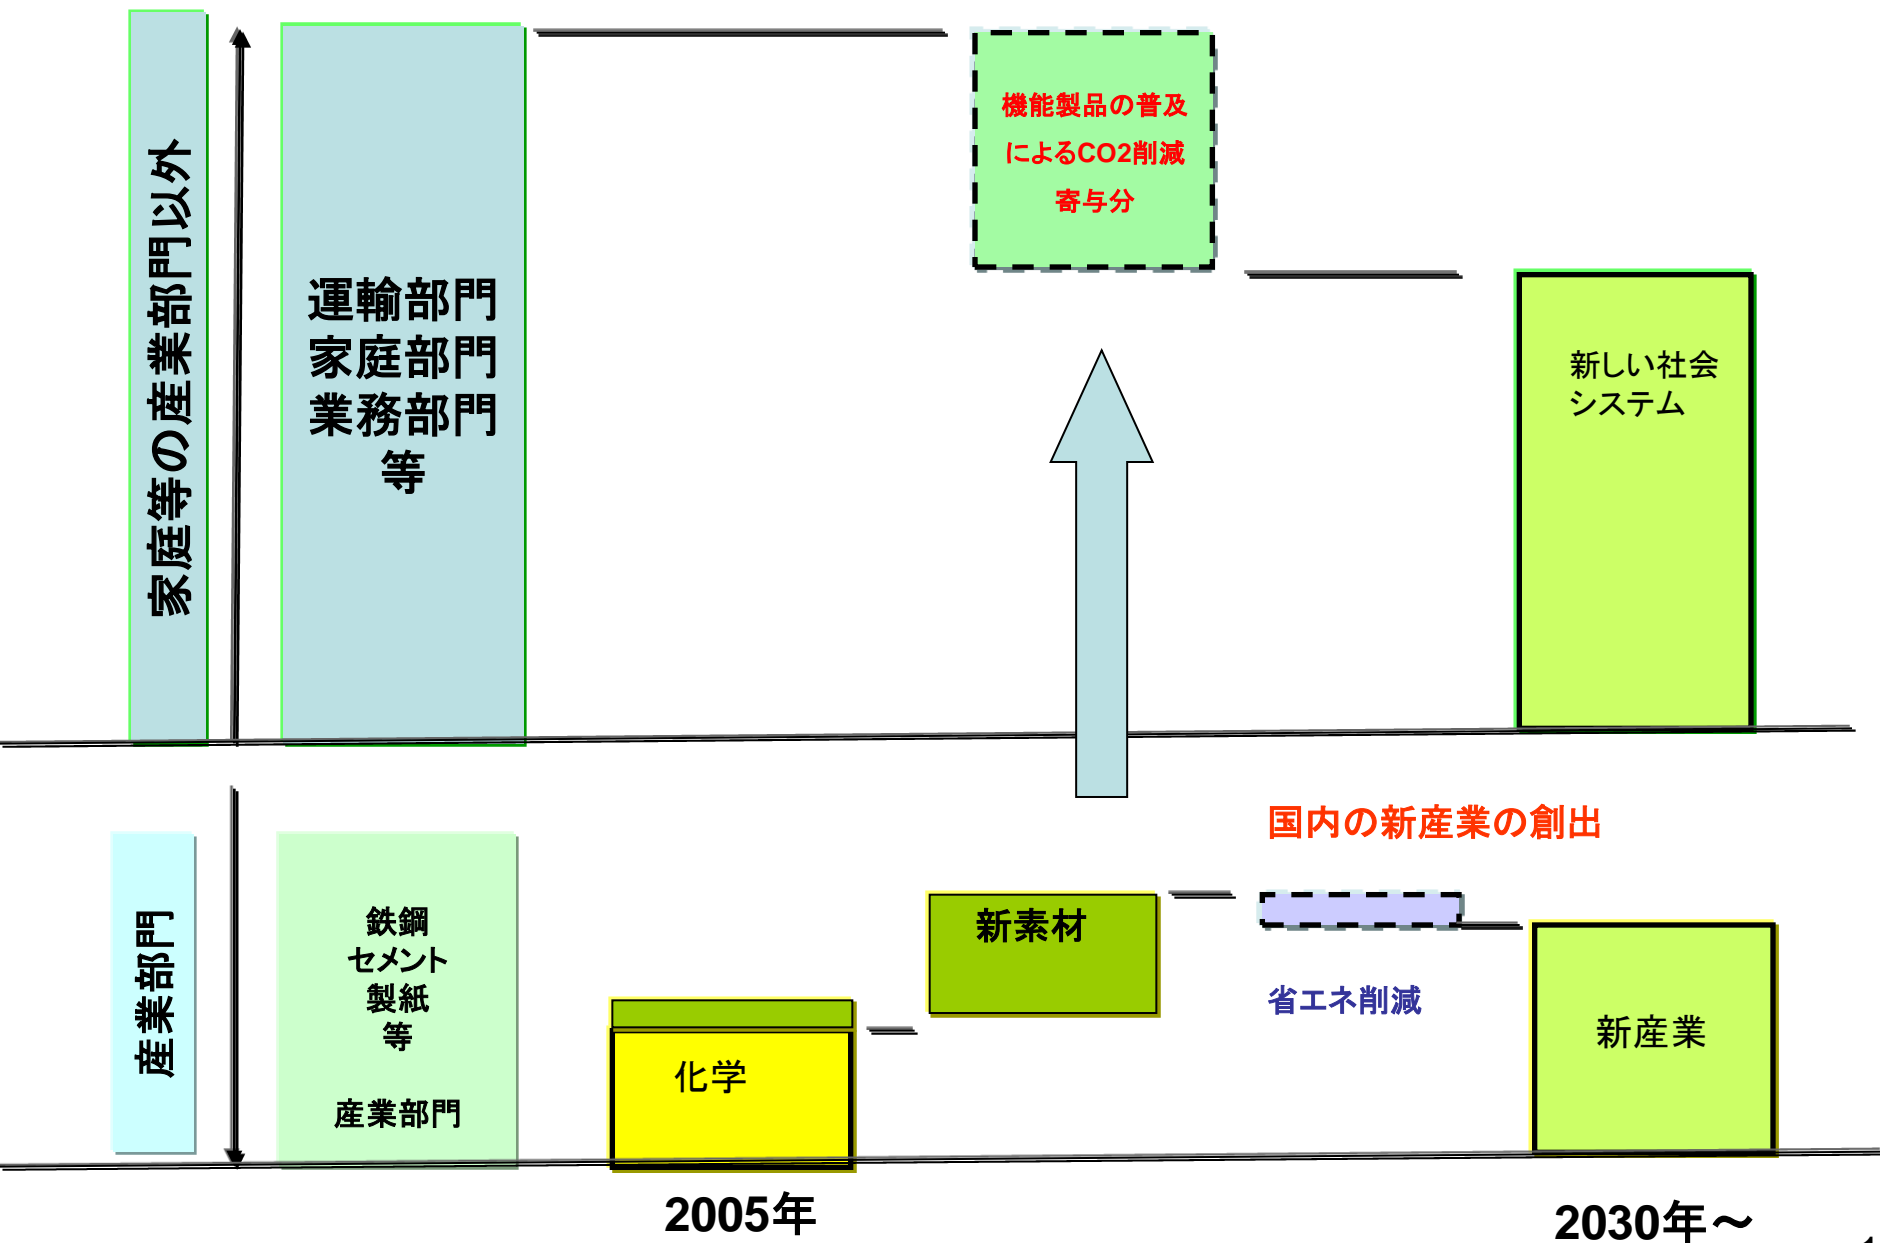 家庭等の産業部門以外
運輸部門
家庭部門
業務部門
等
機能製品の普及
によるCO2削減
寄与分
新しい社会
システム
国内の新産業の創出
産業部門
鉄鋼
セメント
製紙
等
産業部門
化学
新素材
省エネ削減
新産業
2005年
2030年～